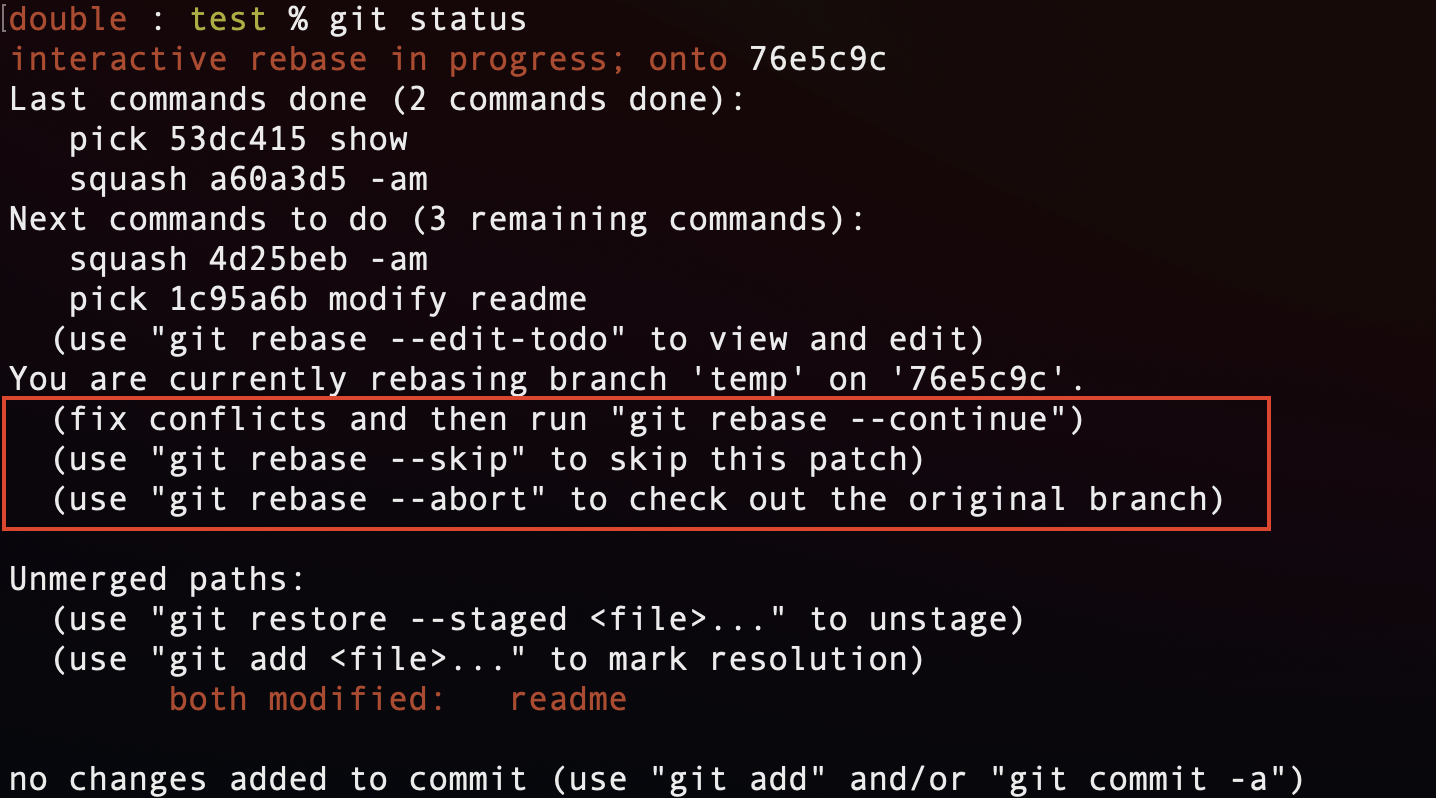 [double : test % git status
interactive rebase in progress; onto 76e5c9c
Last commands done (2 commands done):
   pick 53dc415 show
   squash a60a3d5 -am
Next commands to do (3 remaining commands):
   squash 4d25beb -am
   pick 1c95a6b modify readme
  (use "git rebase --edit-todo" to view and edit)
You are currently rebasing branch 'temp' on '76e5c9c'.
  (fix conflicts and then run "git rebase --continue")
  (use "git rebase --skip" to skip this patch)
  (use "git rebase --abort" to check out the original branch)
Unmerged paths:
  (use "git restore --staged <file>..." to unstage)
  (use "git add <file>..." to mark resolution)
        both modified:   readme
no changes added to commit (use "git add" and/or "git commit -a")